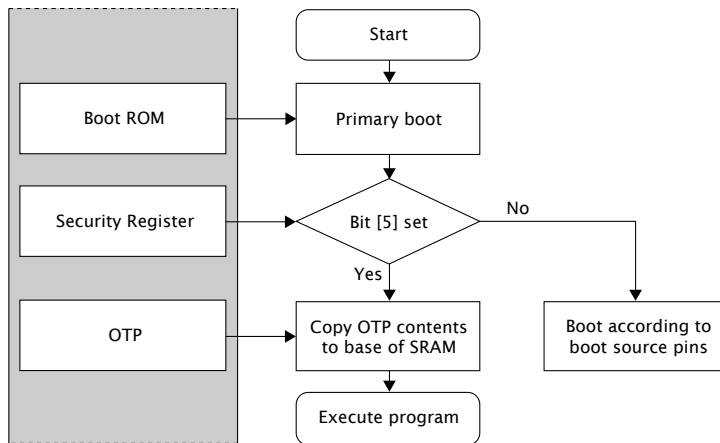 Start
Boot ROM
Primary boot
Security Register
Bit [5] set
No
Yes
OTP
Copy OTP contents
to base of SRAM
Boot according to
boot source pins
Execute program